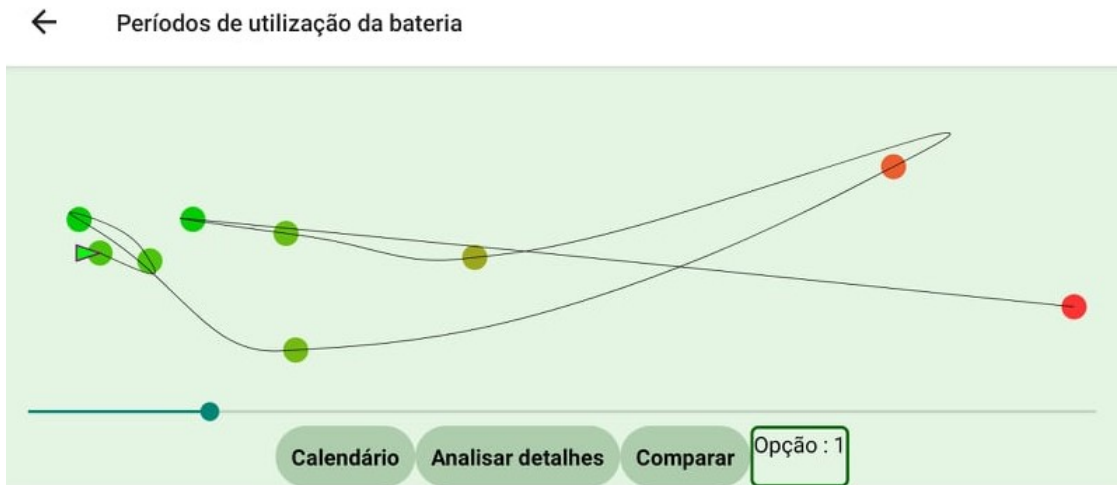 Períodos de utilização da bateria
Calendário Analisar detalhes Comparar Opção : 1